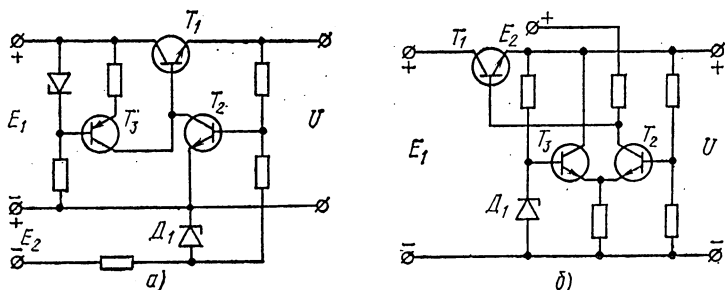 T₁
+
E₁
T₃
T₂
U
−
+
E₂
−
Д₁
а)
+
T₁
E₂
+
+
E₁
T₃
T₂
U
Д₁
−
−
б)